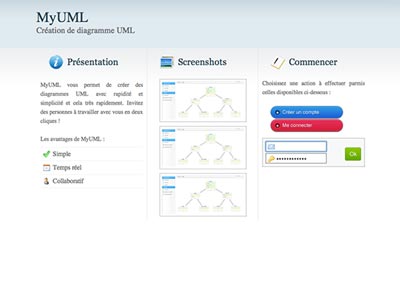 MyUML
Création de diagramme UML
Présentation
MyUML vous permet de créer des
diagrammes UML avec rapidité et
simplicité et cela très rapidement. Invitez
des personnes à travailler avec vous en deux
cliques ?
Les avantages de MyUML :
Simple
Temps réel
Collaboratif
Screenshots
Commencer
Choisissez une action à effectuer parmis
celles disponibles ci-dessous :
Créer un compte
Me connecter
Ok